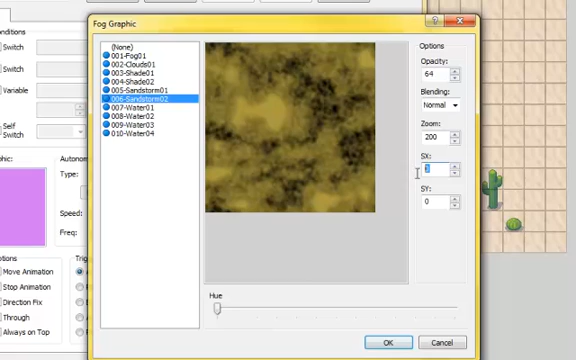 Fog Graphic
(None)
001-Fog01
002-Clouds01
003-Shade01
004-Shade02
005-Sandstorm01
006-Sandstorm02
007-Water01
008-Water02
009-Water03
010-Water04
Options
Opacity:
64
Blending:
Normal
Zoom:
200
SX:
SY:
0
Hue
OK
Cancel
onditions
Switch
Switch
Variable
Self
Switch
phic:
Autonom
Type:
Speed:
Freq:
ptions
Trig
Move Animation
Stop Animation
Direction Fix
Through
Always on Top